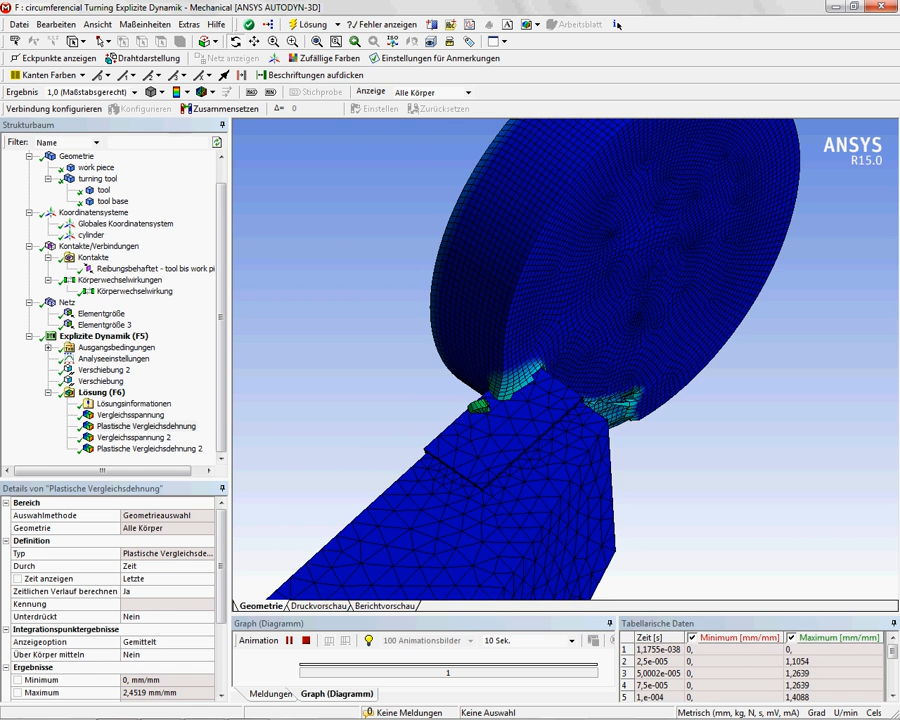 F : circumferencial Turning Explizite Dynamik - Mechanical [ANSYS AUTODYN-3D]
Datei Bearbeiten Ansicht Maßeinheiten Extras Hilfe Lösung ?/ Fehler anzeigen Arbeitsblatt
Eckpunkte anzeigen Drahtdarstellung Netz anzeigen Zufällige Farben Einstellungen für Anmerkungen
Kanten Farben Beschriftungen aufdicken
Ergebnis 1,0 (Maßstabsgerecht) Stichprobe Anzeige Alle Körper
Verbindung konfigurieren Konfigurieren Zusammensetzen Δ= 0 Einstellen Zurücksetzen
Strukturbaum
Filter: Name
Geometrie
work piece
turning tool
tool
tool base
Koordinatensysteme
Globales Koordinatensystem
cylinder
Kontakte/Verbindungen
Kontakte
Reibungsbehaftet - tool bis work pi
Körperwechselwirkungen
Körperwechselwirkung
Netz
Elementgröße
Elementgröße 3
Explizite Dynamik (F5)
Ausgangsbedingungen
Analyseeinstellungen
Verschiebung 2
Verschiebung
Lösung (F6)
Lösungsinformationen
Vergleichsspannung
Plastische Vergleichsdehnung
Vergleichsspannung 2
Plastische Vergleichsdehnung 2
Details von "Plastische Vergleichsdehnung"
Bereich
Auswahlmethode Geometrieauswahl
Geometrie Alle Körper
Definition
Typ Plastische Vergleichsde...
Durch Zeit
Zeit anzeigen Letzte
Zeitlichen Verlauf berechnen Ja
Kennung
Unterdrückt Nein
Integrationspunktergebnisse
Anzeigeoption Gemittelt
Über Körper mitteln Nein
Ergebnisse
Minimum 0, mm/mm
Maximum 2,4519 mm/mm
ANSYS
R15.0
Geometrie Druckvorschau Berichtvorschau
Graph (Diagramm)
Animation 100 Animationsbilder 10 Sek.
1
Meldungen Graph (Diagramm)
Tabellarische Daten
Zeit [s] Minimum [mm/mm] Maximum [mm/mm]
1 1,1755e-038 0, 0,
2 2,5e-005 0, 1,1054
3 5,0002e-005 0, 1,2639
4 7,5e-005 0, 1,2639
5 1,e-004 0, 1,4088
Keine Meldungen Keine Auswahl Metrisch (mm, kg, N, s, mV, mA) Grad U/min Cels